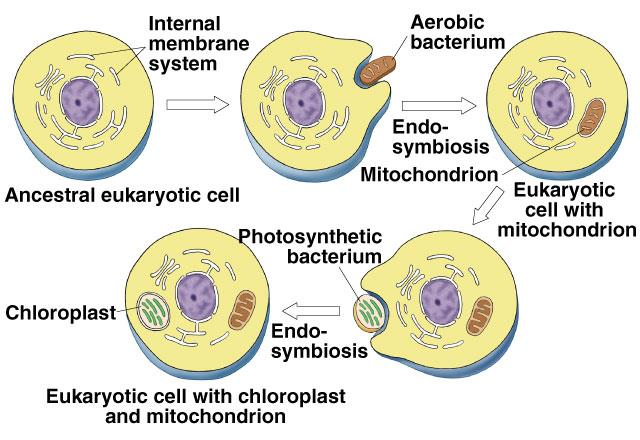 Internal
membrane
system
Aerobic
bacterium
Endo-
symbiosis
Mitochondrion
Ancestral eukaryotic cell
Eukaryotic
cell with
mitochondrion
Photosynthetic
bacterium
Chloroplast
Endo-
symbiosis
Eukaryotic cell with chloroplast
and mitochondrion